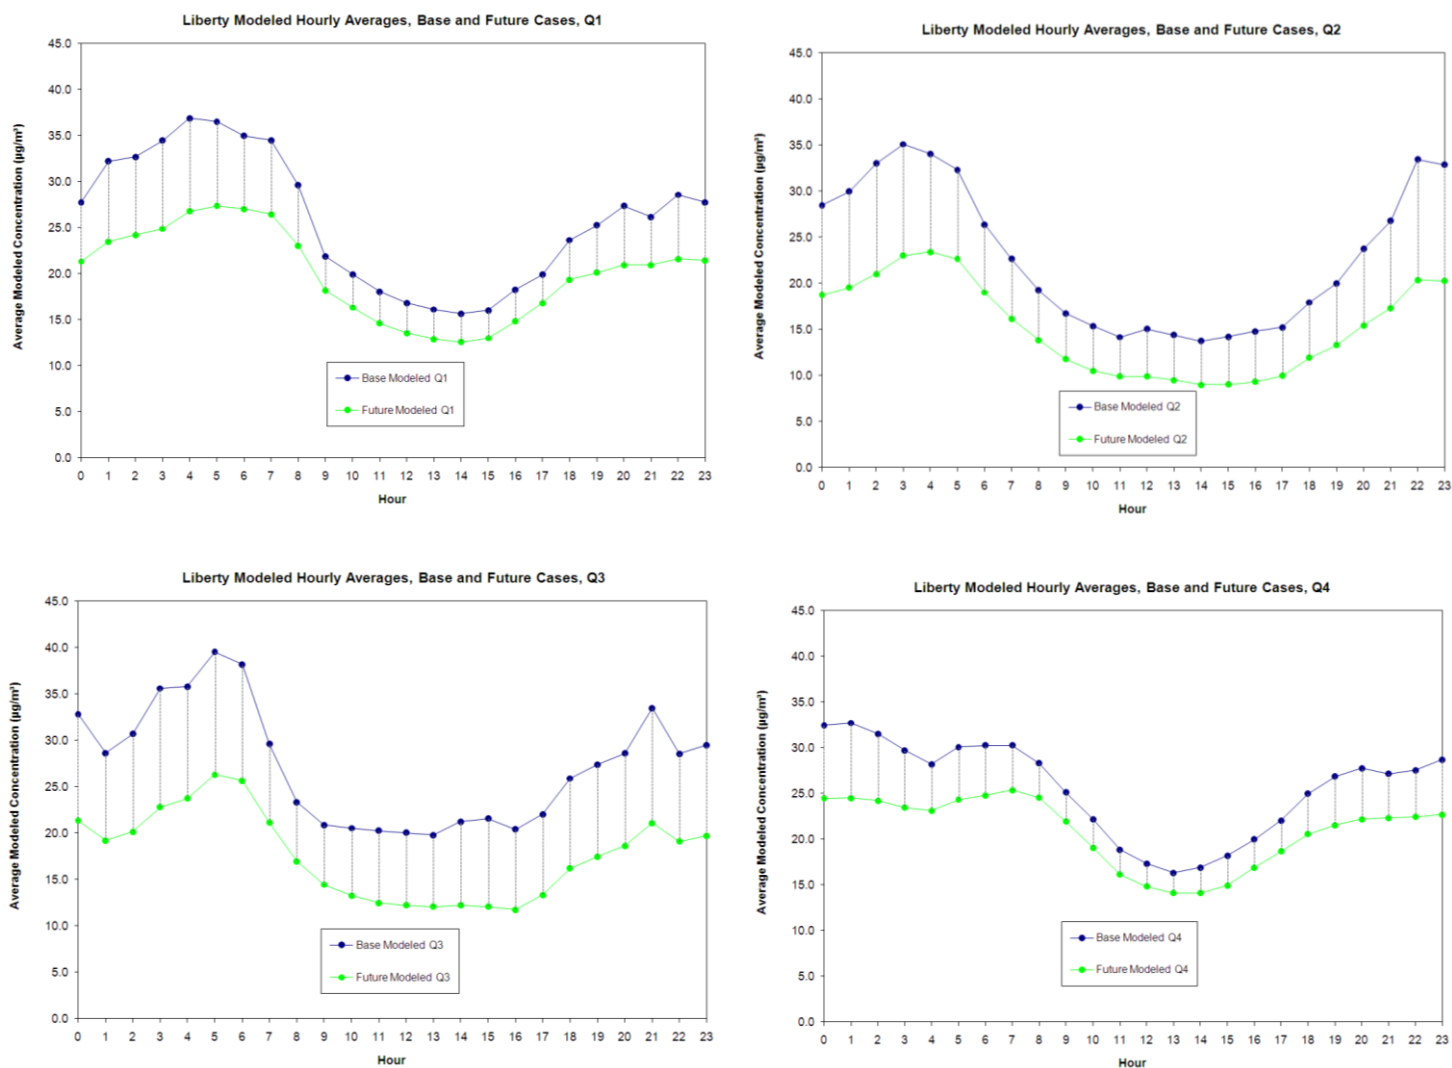 Liberty Modeled Hourly Averages, Base and Future Cases, Q1
Average Modeled Concentration (µg/m³)
45.0
40.0
35.0
30.0
25.0
20.0
15.0
10.0
5.0
0.0
Base Modeled Q1
Future Modeled Q1
0 1 2 3 4 5 6 7 8 9 10 11 12 13 14 15 16 17 18 19 20 21 22 23
Hour
Liberty Modeled Hourly Averages, Base and Future Cases, Q2
Average Modeled Concentration (µg/m³)
45.0
40.0
35.0
30.0
25.0
20.0
15.0
10.0
5.0
0.0
Base Modeled Q2
Future Modeled Q2
0 1 2 3 4 5 6 7 8 9 10 11 12 13 14 15 16 17 18 19 20 21 22 23
Hour
Liberty Modeled Hourly Averages, Base and Future Cases, Q3
Average Modeled Concentration (µg/m³)
45.0
40.0
35.0
30.0
25.0
20.0
15.0
10.0
5.0
0.0
Base Modeled Q3
Future Modeled Q3
0 1 2 3 4 5 6 7 8 9 10 11 12 13 14 15 16 17 18 19 20 21 22 23
Hour
Liberty Modeled Hourly Averages, Base and Future Cases, Q4
Average Modeled Concentration (µg/m³)
45.0
40.0
35.0
30.0
25.0
20.0
15.0
10.0
5.0
0.0
Base Modeled Q4
Future Modeled Q4
0 1 2 3 4 5 6 7 8 9 10 11 12 13 14 15 16 17 18 19 20 21 22 23
Hour